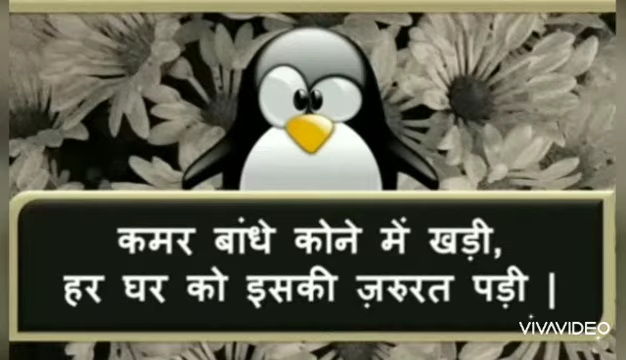 कमर बांधे कोने में खड़ी,
हर घर को इसकी ज़रुरत पड़ी |
VIVAVIDEO